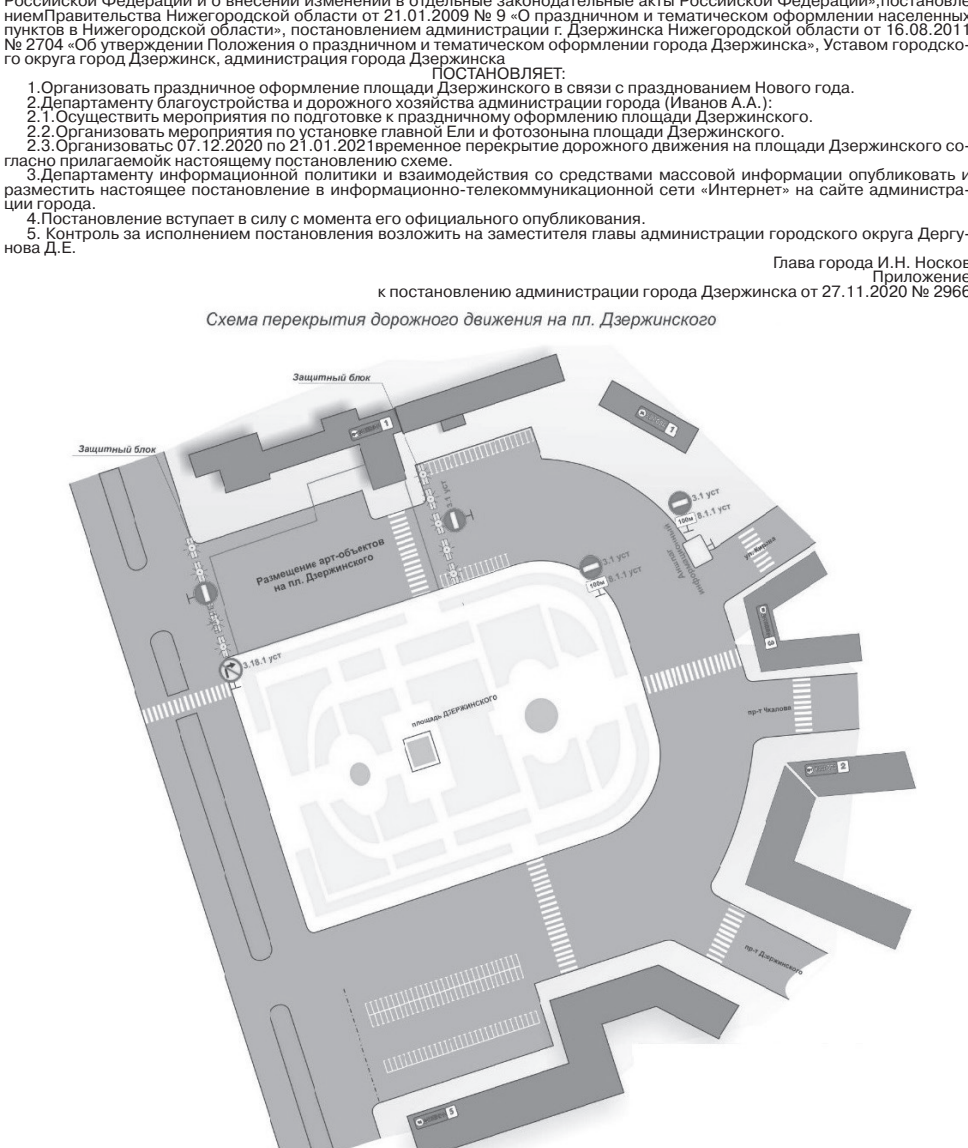 Российской Федерации и о внесении изменений в отдельные законодательные акты Российской Федерации»,постановле
ниемПравительства Нижегородской области от 21.01.2009 № 9 «О праздничном и тематическом оформлении населенных
пунктов в Нижегородской области», постановлением администрации г. Дзержинска Нижегородской области от 16.08.2011
№ 2704 «Об утверждении Положения о праздничном и тематическом оформлении города Дзержинска», Уставом городско-
го округа город Дзержинск, администрация города Дзержинска
ПОСТАНОВЛЯЕТ:
1.Организовать праздничное оформление площади Дзержинского в связи с празднованием Нового года.
2.Департаменту благоустройства и дорожного хозяйства администрации города (Иванов А.А.):
2.1.Осуществить мероприятия по подготовке к праздничному оформлению площади Дзержинского.
2.2.Организовать мероприятия по установке главной Ели и фотозонына площади Дзержинского.
2.3.Организоватьс 07.12.2020 по 21.01.2021временное перекрытие дорожного движения на площади Дзержинского со-
гласно прилагаемойк настоящему постановлению схеме.
3.Департаменту информационной политики и взаимодействия со средствами массовой информации опубликовать и
разместить настоящее постановление в информационно-телекоммуникационной сети «Интернет» на сайте администра-
ции города.
4.Постановление вступает в силу с момента его официального опубликования.
5. Контроль за исполнением постановления возложить на заместителя главы администрации городского округа Дергу-
нова Д.Е.
Глава города И.Н. Носков
Приложение
к постановлению администрации города Дзержинска от 27.11.2020 № 2966
Схема перекрытия дорожного движения на пл. Дзержинского
Защитный блок
1
1
Защитный блок
3.1 уст
3.1 уст
100м 8.1.1 уст
Информационный
Размещение арт-объектов
на пл. Дзержинского
ул. Кирова
3.1 уст
100м 8.1.1 уст
3.18.1 уст
площадь ДЗЕРЖИНСКОГО
пр-т Чкалова
2
пр-т Дзержинского
5